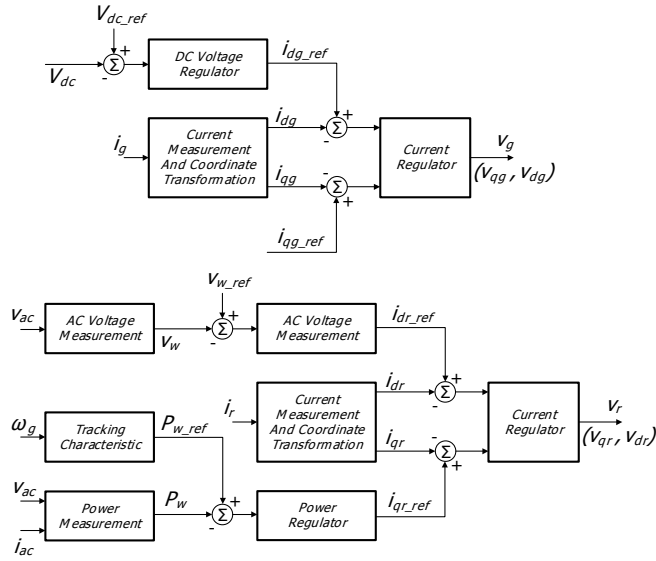 V_dc_ref
+
Σ
-
V_dc
DC Voltage
Regulator
i_dg_ref
+
Σ
-
i_g
Current
Measurement
And Coordinate
Transformation
i_dg
i_qg
-
Σ
+
i_qg_ref
Current
Regulator
v_g
(v_qg , v_dg)
v_ac
AC Voltage
Measurement
v_w
v_w_ref
+
Σ
-
AC Voltage
Measurement
i_dr_ref
+
Σ
-
i_r
Current
Measurement
And Coordinate
Transformation
i_dr
i_qr
-
Σ
+
Current
Regulator
v_r
(v_qr , v_dr)
ω_g
Tracking
Characteristic
P_w_ref
v_ac
i_ac
Power
Measurement
P_w
+
Σ
-
Power
Regulator
i_qr_ref